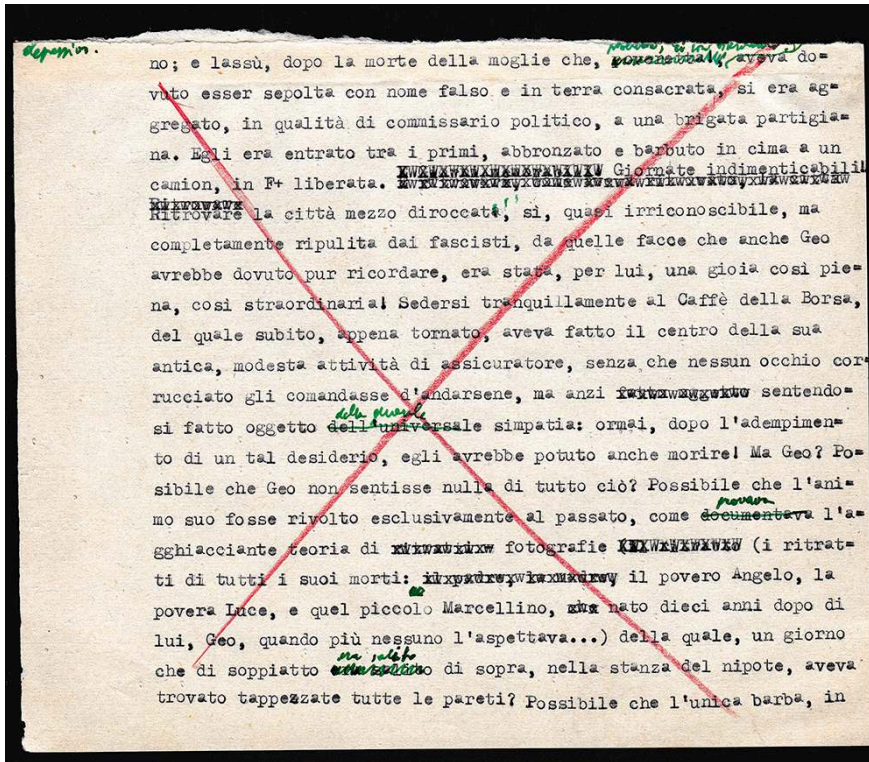 depressior.
no; e lassù, dopo la morte della moglie che, aveva do=
vuto esser sepolta con nome falso e in terra consacrata, si era ag=
gregato, in qualità di commissario politico, a una brigata partigia=
na. Egli era entrato tra i primi, abbronzato e barbuto in cima a un
Giornate indimenticabili!
camion, in F+ liberata.
Ritrovare la città mezzo diroccata, si, quasi irriconoscibile, ma
completamente ripulita dai fascisti, da quelle facce che anche Geo
avrebbe dovuto pur ricordare, era stata, per lui, una gioia così pie=
na, così straordinaria! Sedersi tranquillamente al Caffè della Borsa,
del quale subito, appena tornato, aveva fatto il centro della sua
antica, modesta attività di assicuratore, senza che nessun occhio cor=
rucciato gli comandasse d'andarsene, ma anzi sentendo=
della generale
si fatto oggetto dell'universale simpatia: ormai, dopo l'adempimen=
to di un tal desiderio, egli avrebbe potuto anche morire! Ma Geo? Po=
sibile che Geo non sentisse nulla di tutto ciò? Possibile che l'ani=
provava
mo suo fosse rivolto esclusivamente al passato, come documentava l'a=
gghiacciante teoria di fotografie (i ritrat=
ti di tutti i suoi morti: il povero Angelo, la
povera Luce, e quel piccolo Marcellino, nato dieci anni dopo di
lui, Geo, quando più nessuno l'aspettava...) della quale, un giorno
era salito
che di soppiatto di sopra, nella stanza del nipote, aveva
trovato tappezzate tutte le pareti? Possibile che l'unica barba, in